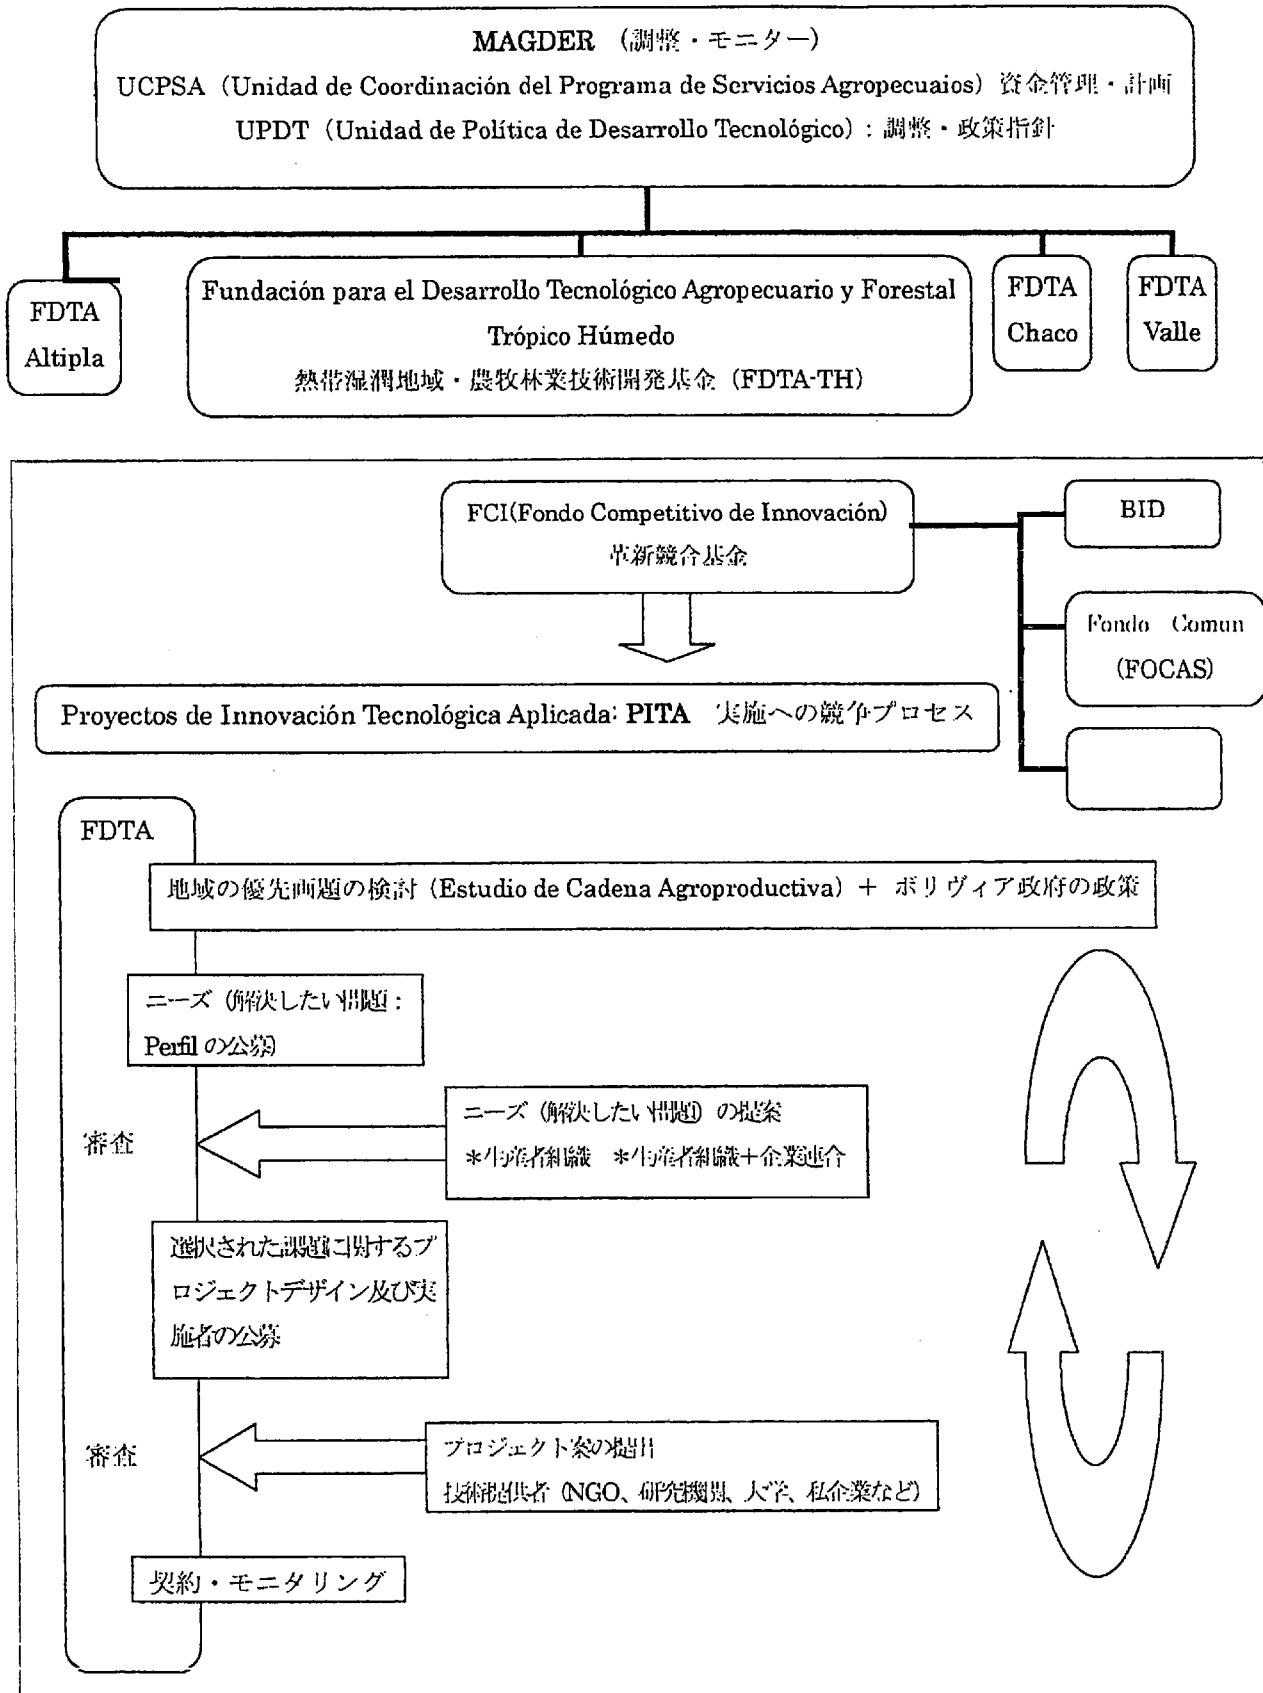 MAGDER (調整・モニター)
UCPSA (Unidad de Coordinación del Programa de Servicios Agropecuaios) 資金管理・計画
UPDT (Unidad de Política de Desarrollo Tecnológico) : 調整・政策指針
FDTA
Altipla
Fundación para el Desarrollo Tecnológico Agropecuario y Forestal
Trópico Húmedo
熱帯湿潤地域・農牧林業技術開発基金 (FDTA-TH)
FDTA
Chaco
FDTA
Valle
FCI(Fondo Competitivo de Innovación)
革新競合基金
BID
Fondo Comun
(FOCAS)
Proyectos de Innovación Tecnológica Aplicada: PITA 実施への競争プロセス
FDTA
地域の優先画題の検討 (Estudio de Cadena Agroproductiva) + ボリヴィア政府の政策
ニーズ (解決したい問題 :
Perfil の公募)
審査
ニーズ (解決したい問題) の提案
*生産者組織 *生産者組織+企業連合
選択された課題に関するプ
ロジェクトデザイン及び実
施者の公募
審査
プロジェクト案の提出
技術提供者 (NGO、研究機関、大学、私企業など)
契約・モニタリング